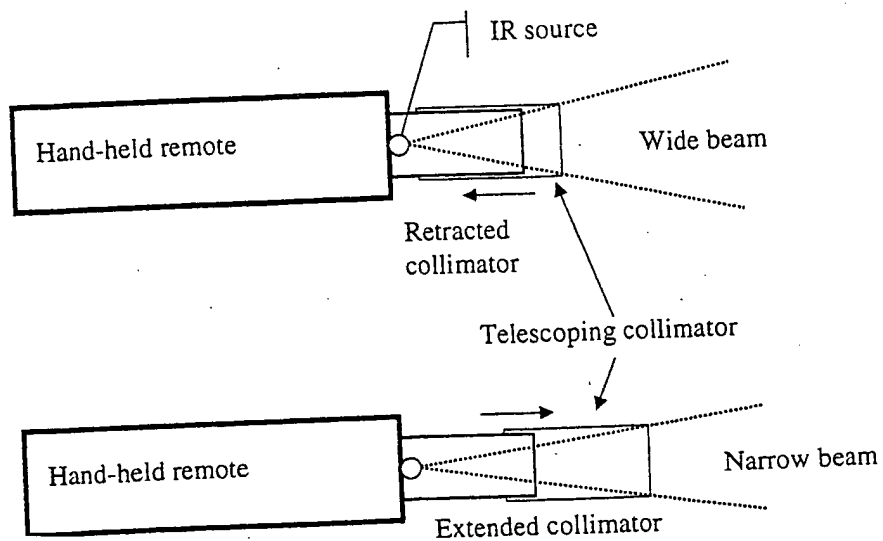 IR source
Hand-held remote
Wide beam
Retracted
collimator
Telescoping collimator
Hand-held remote
Narrow beam
Extended collimator